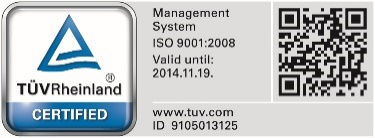 TÜVRheinland®
CERTIFIED
Management
System
ISO 9001:2008
Valid until:
2014.11.19.
www.tuv.com
ID 9105013125